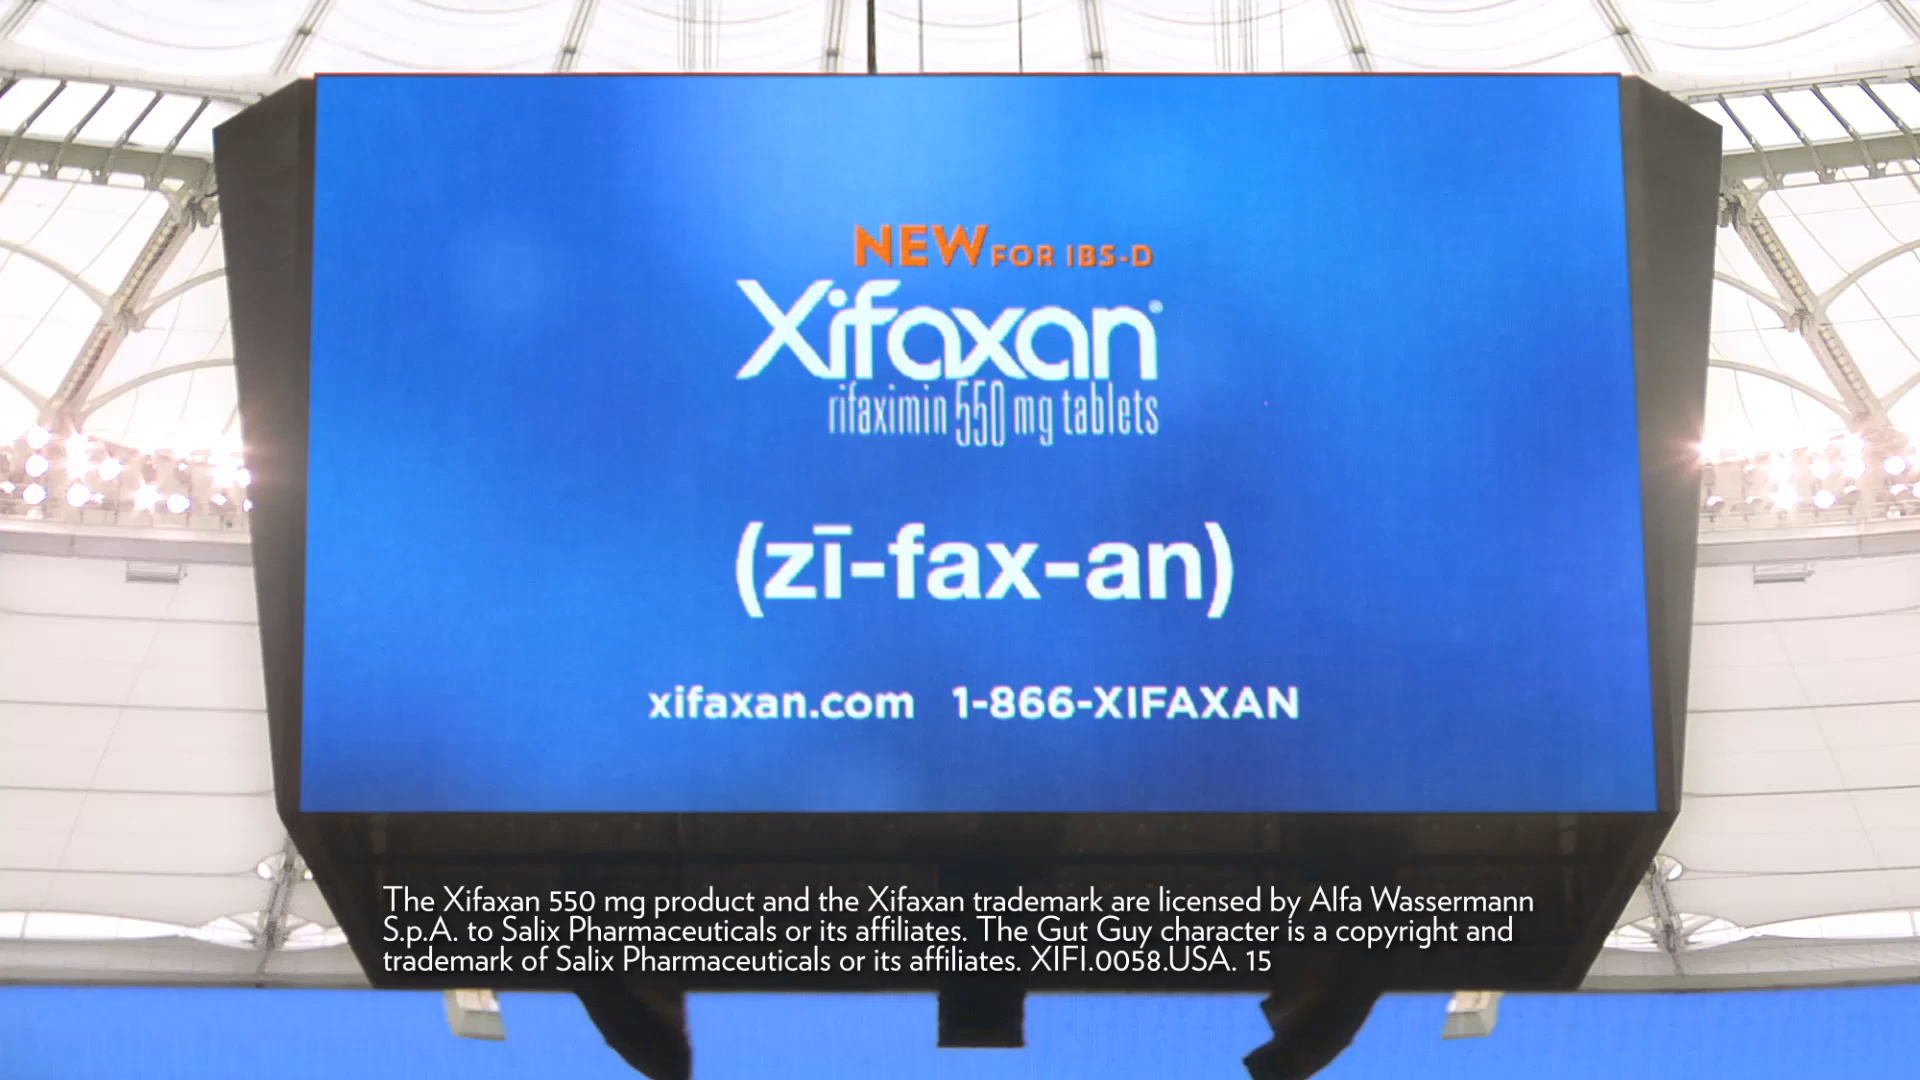 NEW FOR IBS-D
Xifaxan®
rifaximin 550 mg tablets
(zī-fax-an)
xifaxan.com 1-866-XIFAXAN
The Xifaxan 550 mg product and the Xifaxan trademark are licensed by Alfa Wassermann
S.p.A. to Salix Pharmaceuticals or its affiliates. The Gut Guy character is a copyright and
trademark of Salix Pharmaceuticals or its affiliates. XIFI.0058.USA. 15